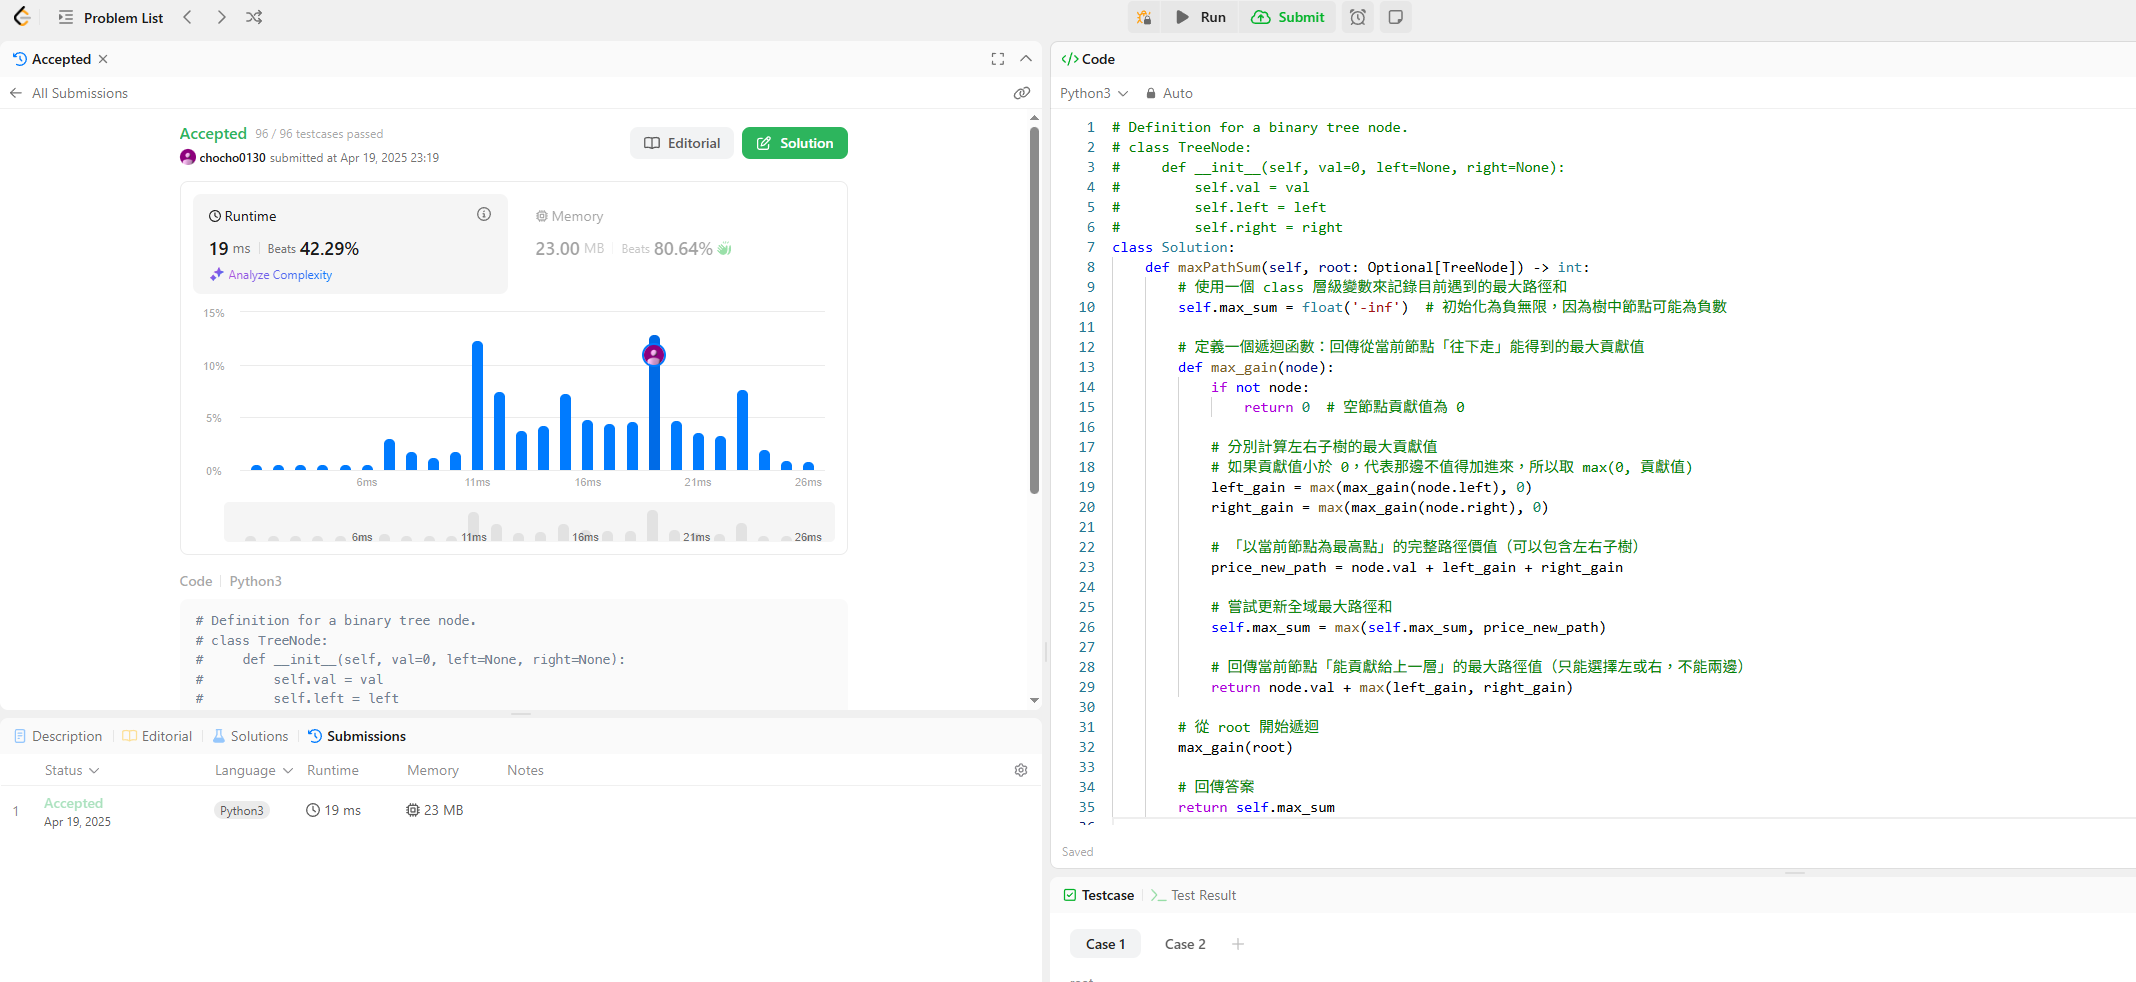 Problem List
Run
Submit
Accepted
All Submissions
Accepted 96 / 96 testcases passed
chocho0130 submitted at Apr 19, 2025 23:19
Editorial
Solution
Runtime
19 ms Beats 42.29%
Analyze Complexity
Memory
23.00 MB Beats 80.64%
15%
10%
5%
0%
6ms 11ms 16ms 21ms 26ms
6ms 11ms 16ms 21ms 26ms
Code Python3
# Definition for a binary tree node.
# class TreeNode:
#     def __init__(self, val=0, left=None, right=None):
#         self.val = val
#         self.left = left
Description Editorial Solutions Submissions
Status Language Runtime Memory Notes
1 Accepted Python3 19 ms 23 MB
Apr 19, 2025
Code
Python3 Auto
1 # Definition for a binary tree node.
2 # class TreeNode:
3 #     def __init__(self, val=0, left=None, right=None):
4 #         self.val = val
5 #         self.left = left
6 #         self.right = right
7 class Solution:
8     def maxPathSum(self, root: Optional[TreeNode]) -> int:
9         # 使用一個 class 層級變數來記錄目前遇到的最大路徑和
10         self.max_sum = float('-inf')  # 初始化為負無限，因為樹中節點可能為負數
11
12         # 定義一個遞迴函數：回傳從當前節點「往下走」能得到的最大貢獻值
13         def max_gain(node):
14             if not node:
15                 return 0  # 空節點貢獻值為 0
16
17             # 分別計算左右子樹的最大貢獻值
18             # 如果貢獻值小於 0，代表那邊不值得加進來，所以取 max(0, 貢獻值)
19             left_gain = max(max_gain(node.left), 0)
20             right_gain = max(max_gain(node.right), 0)
21
22             # 「以當前節點為最高點」的完整路徑價值（可以包含左右子樹）
23             price_new_path = node.val + left_gain + right_gain
24
25             # 嘗試更新全域最大路徑和
26             self.max_sum = max(self.max_sum, price_new_path)
27
28             # 回傳當前節點「能貢獻給上一層」的最大路徑值（只能選擇左或右，不能兩邊）
29             return node.val + max(left_gain, right_gain)
30
31         # 從 root 開始遞迴
32         max_gain(root)
33
34         # 回傳答案
35         return self.max_sum
Saved
Testcase Test Result
Case 1 Case 2